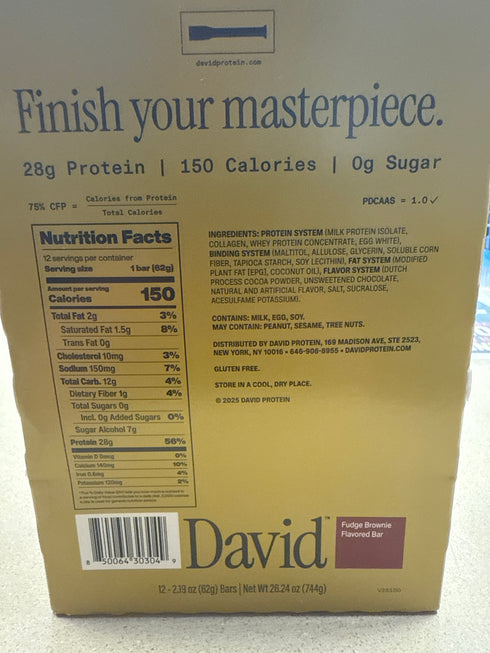 davidprotein.com
Finish your masterpiece.
28g Protein | 150 Calories | 0g Sugar
75% CFP = Calories from Protein
Total Calories
PDCAAS = 1.0✓
Nutrition Facts
12 servings per container
Serving size 1 bar (62g)
Amount per serving
Calories 150
Total Fat 2g 3%
Saturated Fat 1.5g 8%
Trans Fat 0g
Cholesterol 10mg 3%
Sodium 150mg 7%
Total Carb. 12g 4%
Dietary Fiber 1g 4%
Total Sugars 0g
Incl. 0g Added Sugars 0%
Sugar Alcohol 7g
Protein 28g 56%
Vitamin D 0mcg 0%
Calcium 140mg 10%
Iron 0.6mg 4%
Potassium 120mg 2%
INGREDIENTS: PROTEIN SYSTEM (MILK PROTEIN ISOLATE,
COLLAGEN, WHEY PROTEIN CONCENTRATE, EGG WHITE),
BINDING SYSTEM (MALTITOL, ALLULOSE, GLYCERIN, SOLUBLE CORN
FIBER, TAPIOCA STARCH, SOY LECITHIN), FAT SYSTEM (MODIFIED
PLANT FAT (EPG), COCONUT OIL), FLAVOR SYSTEM (DUTCH
PROCESS COCOA POWDER, UNSWEETENED CHOCOLATE,
NATURAL AND ARTIFICIAL FLAVOR, SALT, SUCRALOSE,
ACESULFAME POTASSIUM).
CONTAINS: MILK, EGG, SOY.
MAY CONTAIN: PEANUT, SESAME, TREE NUTS.
DISTRIBUTED BY DAVID PROTEIN, 169 MADISON AVE, STE 2523,
NEW YORK, NY 10016 • 646-906-8955 • DAVIDPROTEIN.COM
GLUTEN FREE.
STORE IN A COOL, DRY PLACE.
© 2025 DAVID PROTEIN
8 50064 30304 9
David™
Fudge Brownie
Flavored Bar
12 - 2.19 oz (62g) Bars | Net Wt 26.24 oz (744g)